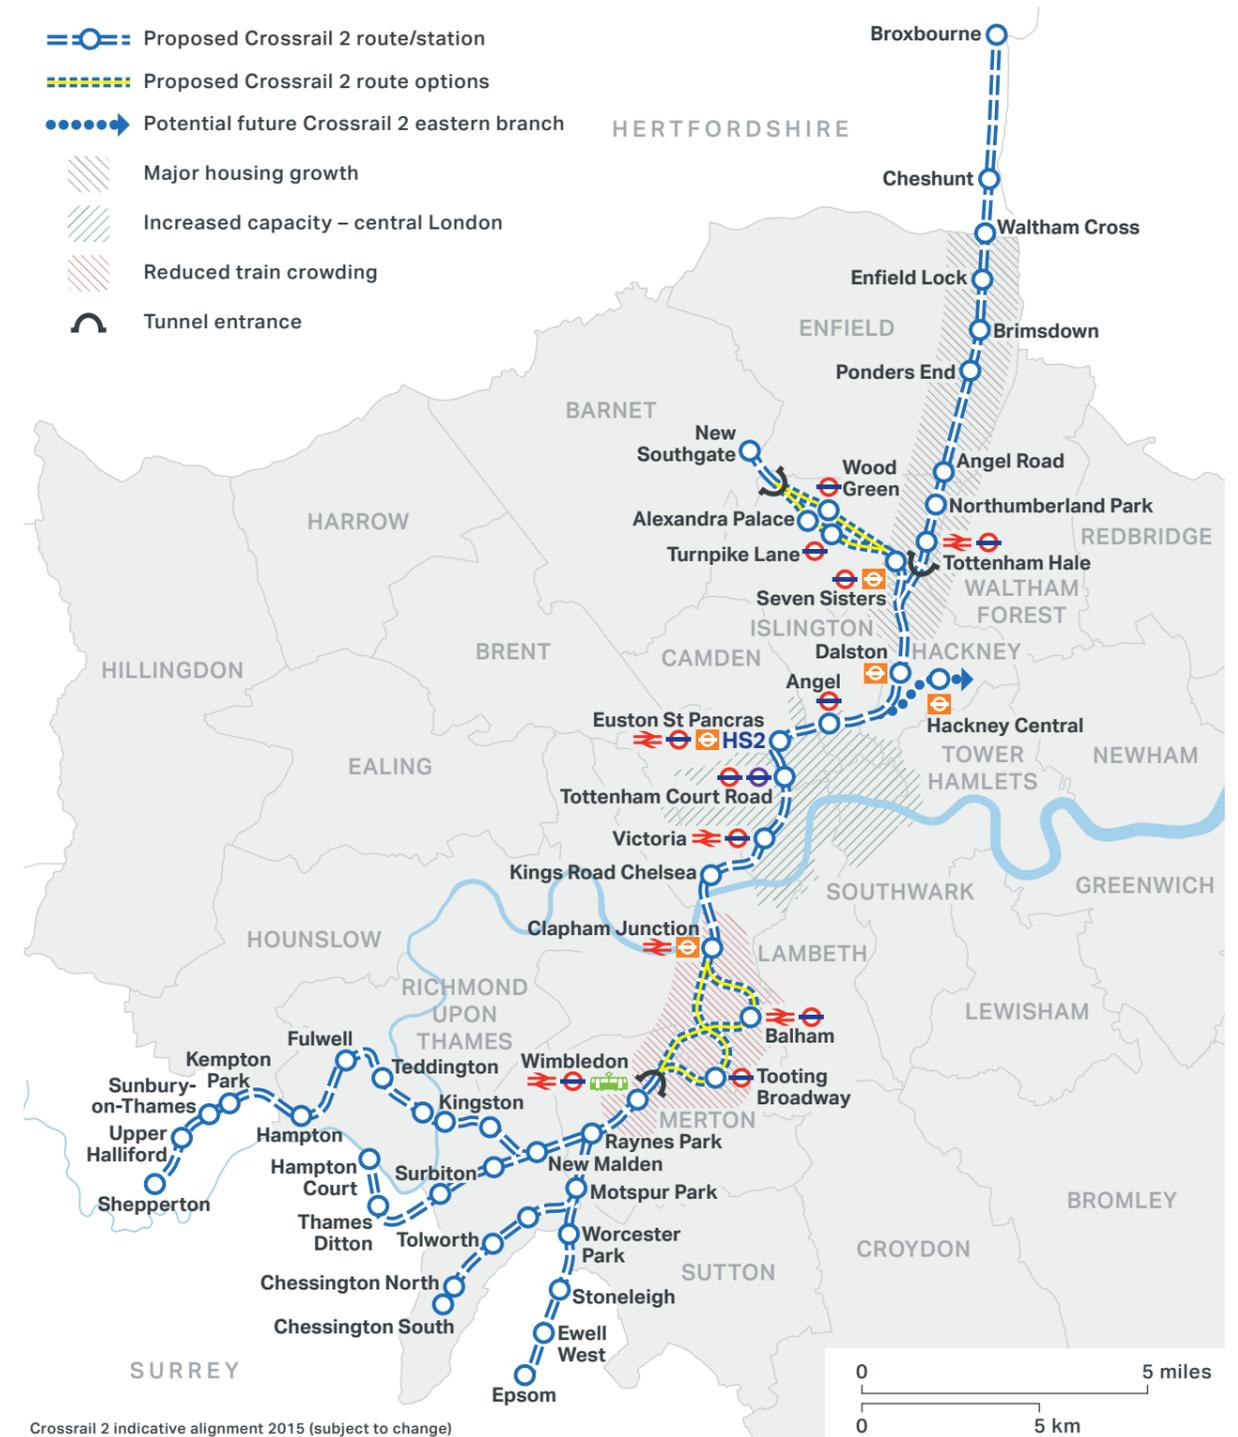 Proposed Crossrail 2 route/station
Proposed Crossrail 2 route options
Potential future Crossrail 2 eastern branch
Major housing growth
Increased capacity – central London
Reduced train crowding
Tunnel entrance
Broxbourne
HERTFORDSHIRE
Cheshunt
Waltham Cross
Enfield Lock
ENFIELD
Brimsdown
Ponders End
BARNET
New
Southgate
Wood
Green
Angel Road
Northumberland Park
Alexandra Palace
HARROW
REDBRIDGE
Turnpike Lane
Tottenham Hale
WALTHAM
FOREST
Seven Sisters
ISLINGTON
HILLINGDON
BRENT
CAMDEN
Dalston
HACKNEY
Angel
Euston St Pancras
HS2
Hackney Central
EALING
TOWER
HAMLETS
NEWHAM
Tottenham Court Road
Victoria
Kings Road Chelsea
SOUTHWARK
GREENWICH
Clapham Junction
HOUNSLOW
LAMBETH
RICHMOND
UPON
THAMES
LEWISHAM
Balham
Fulwell
Kempton
Park
Teddington
Wimbledon
Tooting
Broadway
Sunbury-
on-Thames
Kingston
MERTON
Upper
Halliford
Hampton
Raynes Park
New Malden
Hampton
Court
Surbiton
Motspur Park
Shepperton
BROMLEY
Thames
Ditton
Tolworth
Worcester
Park
CROYDON
SUTTON
Chessington North
Stoneleigh
Chessington South
Ewell
West
SURREY
Epsom
0
5 miles
0
5 km
Crossrail 2 indicative alignment 2015 (subject to change)